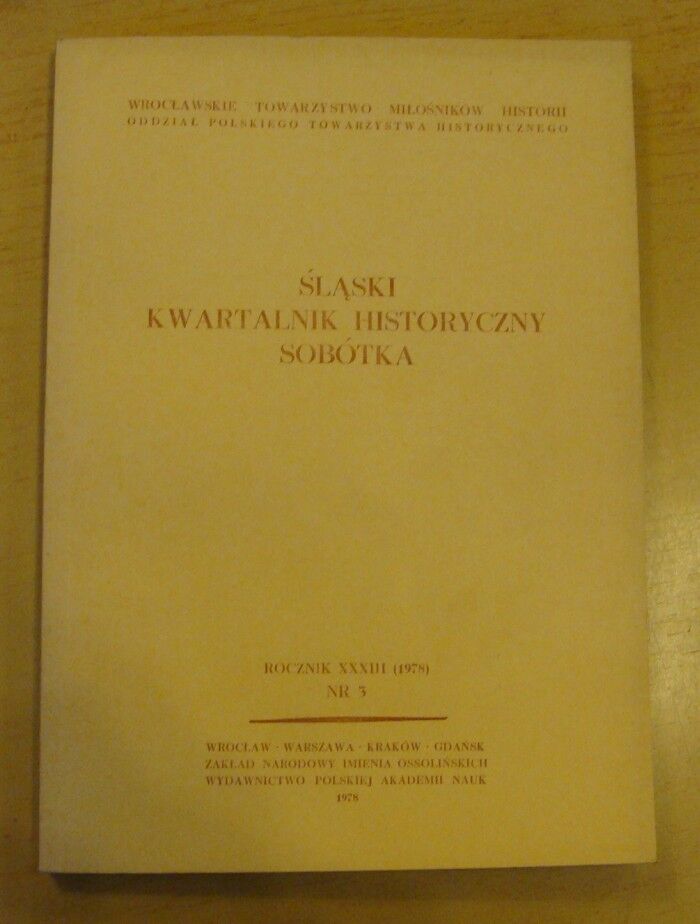 WROCŁAWSKIE TOWARZYSTWO MIŁOŚNIKÓW HISTORII
ODDZIAŁ POLSKIEGO TOWARZYSTWA HISTORYCZNEGO
ŚLĄSKI
KWARTALNIK HISTORYCZNY
SOBÓTKA
ROCZNIK XXXIII (1978)
NR 3
WROCŁAW · WARSZAWA · KRAKÓW · GDAŃSK
ZAKŁAD NARODOWY IMIENIA OSSOLIŃSKICH
WYDAWNICTWO POLSKIEJ AKADEMII NAUK
1978